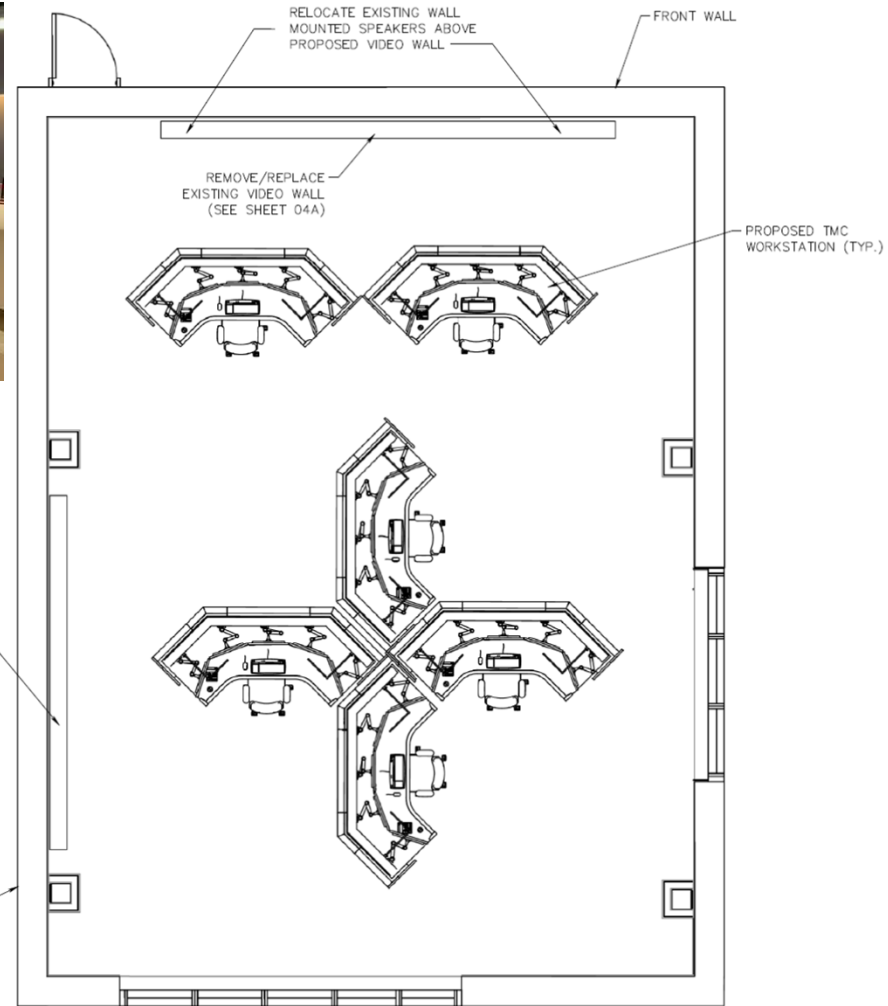 RELOCATE EXISTING WALL
MOUNTED SPEAKERS ABOVE
PROPOSED VIDEO WALL
FRONT WALL
REMOVE/REPLACE
EXISTING VIDEO WALL
(SEE SHEET 04A)
PROPOSED TMC
WORKSTATION (TYP.)